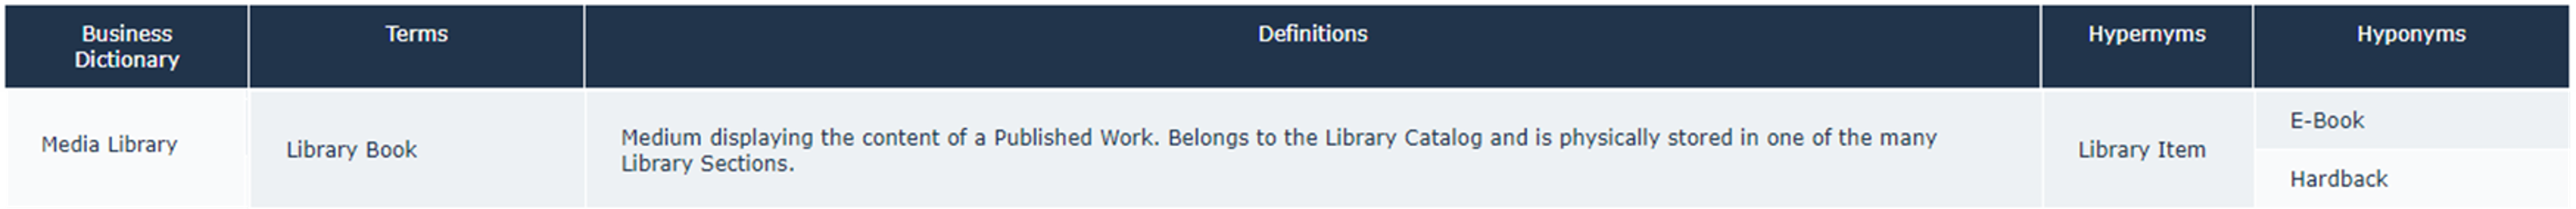 Business
Dictionary
Terms
Definitions
Hypernyms
Hyponyms
Media Library
Library Book
Medium displaying the content of a Published Work. Belongs to the Library Catalog and is physically stored in one of the many
Library Sections.
Library Item
E-Book
Hardback